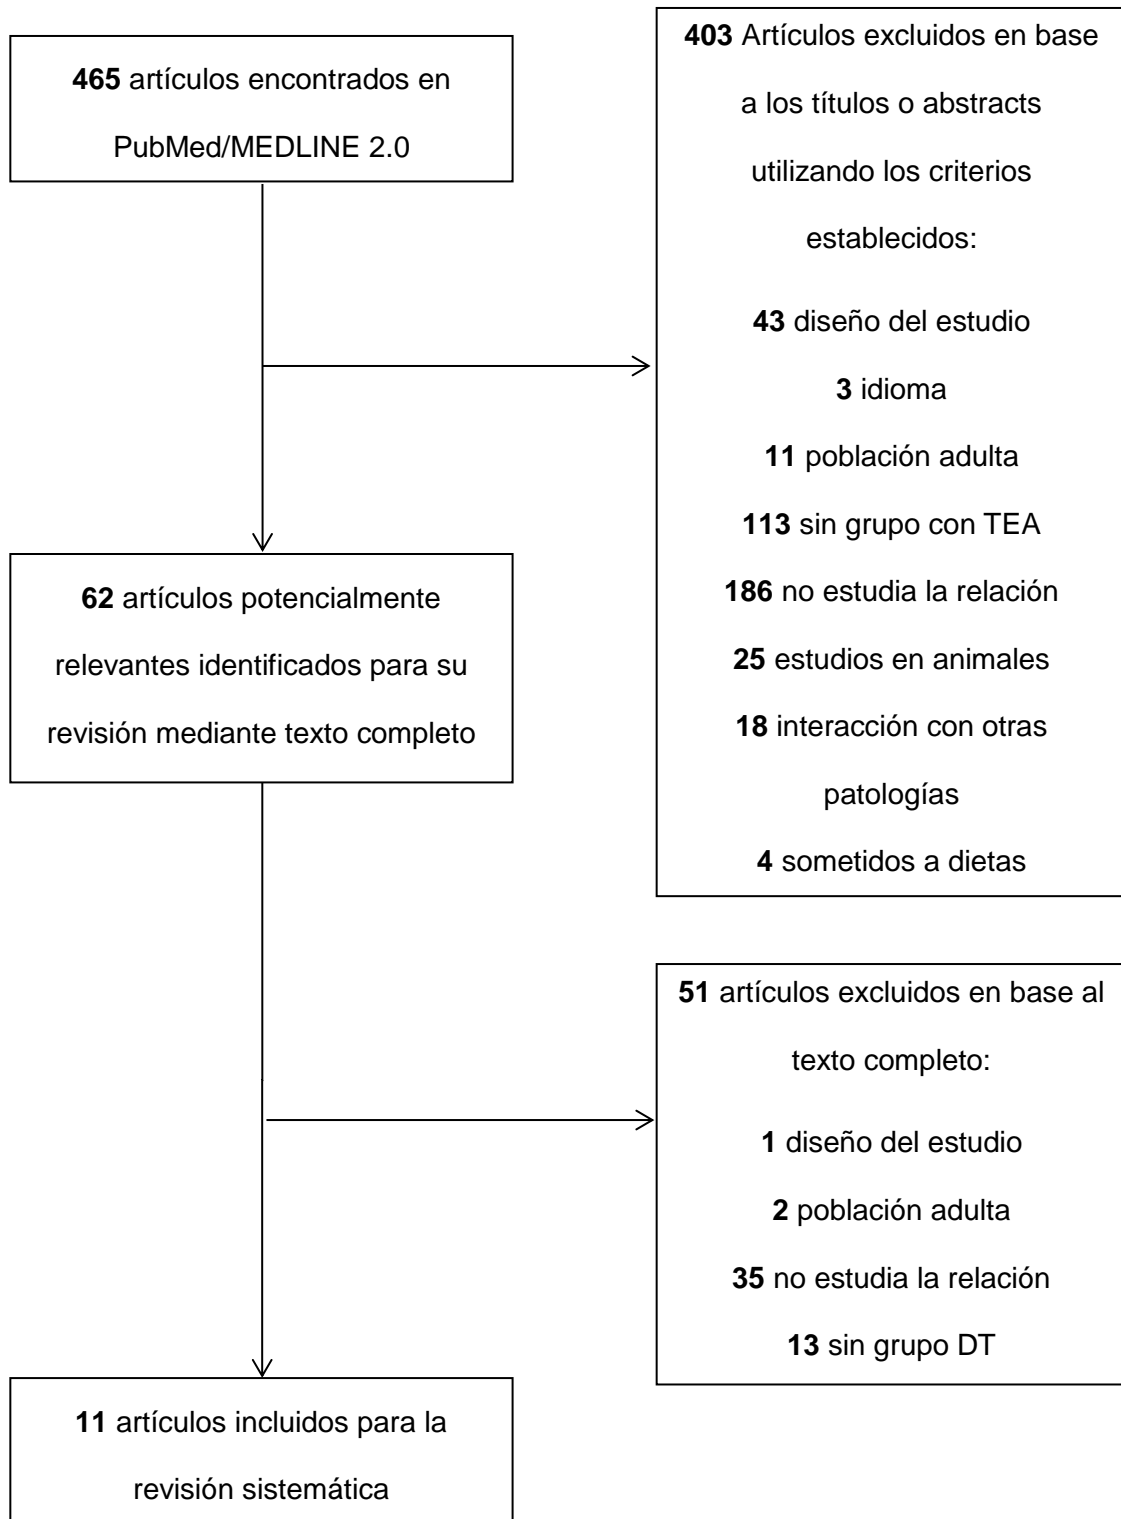 465 artículos encontrados en
PubMed/MEDLINE 2.0
403 Artículos excluidos en base
a los títulos o abstracts
utilizando los criterios
establecidos:
43 diseño del estudio
3 idioma
11 población adulta
113 sin grupo con TEA
186 no estudia la relación
25 estudios en animales
18 interacción con otras
patologías
4 sometidos a dietas
62 artículos potencialmente
relevantes identificados para su
revisión mediante texto completo
51 artículos excluidos en base al
texto completo:
1 diseño del estudio
2 población adulta
35 no estudia la relación
13 sin grupo DT
11 artículos incluidos para la
revisión sistemática